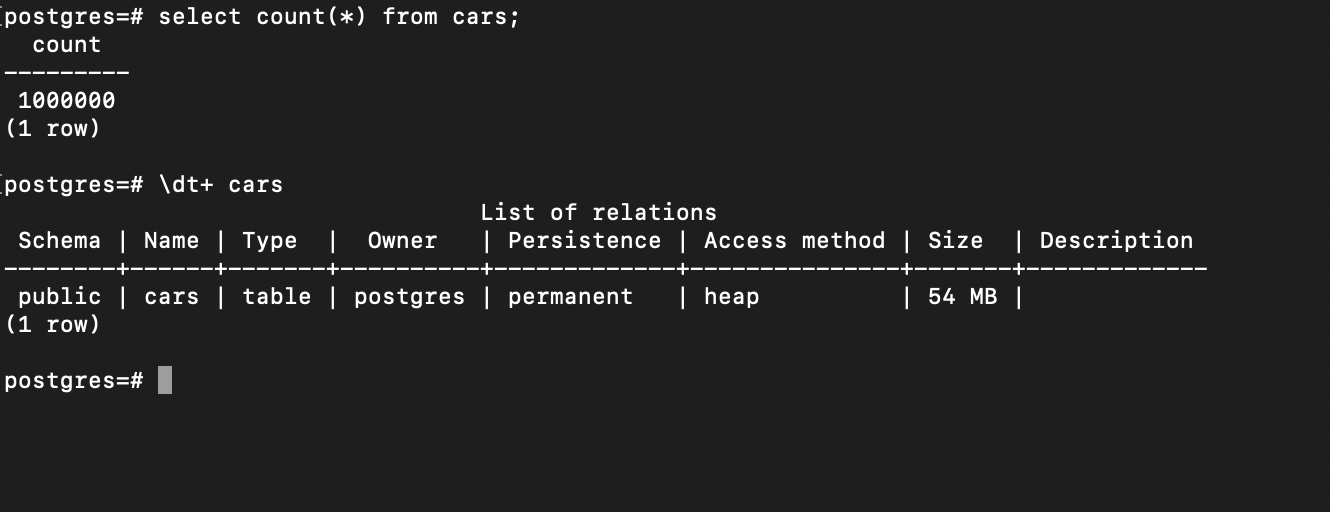 postgres=# select count(*) from cars;
  count
---------
 1000000
(1 row)

postgres=# \dt+ cars
                                  List of relations
 Schema | Name | Type  |  Owner   | Persistence | Access method | Size  | Description
--------+------+-------+----------+-------------+---------------+-------+-------------
 public | cars | table | postgres | permanent   | heap          | 54 MB |
(1 row)

postgres=#